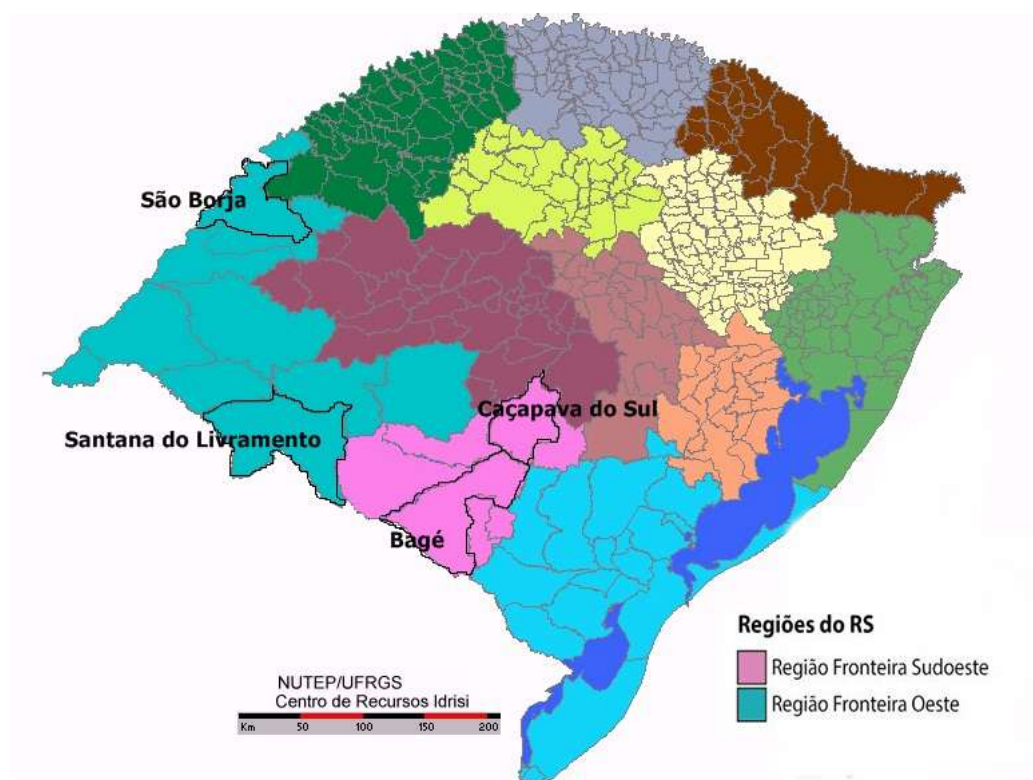 São Borja
Caçapava do Sul
Santana do Livramento
Bagé
Regiões do RS
Região Fronteira Sudoeste
Região Fronteira Oeste
NUTEP/UFRGS
Centro de Recursos Idrisi
Km 50 100 150 200